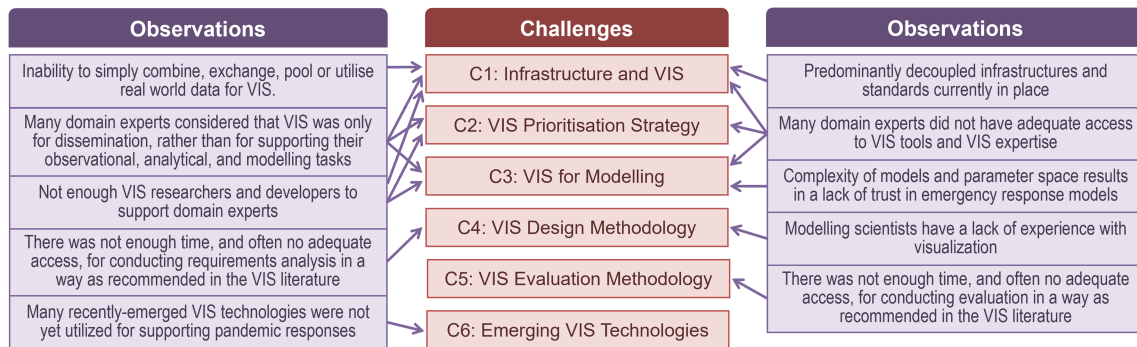 Observations
Inability to simply combine, exchange, pool or utilise
real world data for VIS.
Many domain experts considered that VIS was only
for dissemination, rather than for supporting their
observational, analytical, and modelling tasks
Not enough VIS researchers and developers to
support domain experts
There was not enough time, and often no adequate
access, for conducting requirements analysis in a
way as recommended in the VIS literature
Many recently-emerged VIS technologies were not
yet utilized for supporting pandemic responses
Challenges
C1: Infrastructure and VIS
C2: VIS Prioritisation Strategy
C3: VIS for Modelling
C4: VIS Design Methodology
C5: VIS Evaluation Methodology
C6: Emerging VIS Technologies
Observations
Predominantly decoupled infrastructures and
standards currently in place
Many domain experts did not have adequate access
to VIS tools and VIS expertise
Complexity of models and parameter space results
in a lack of trust in emergency response models
Modelling scientists have a lack of experience with
visualization
There was not enough time, and often no adequate
access, for conducting evaluation in a way as
recommended in the VIS literature